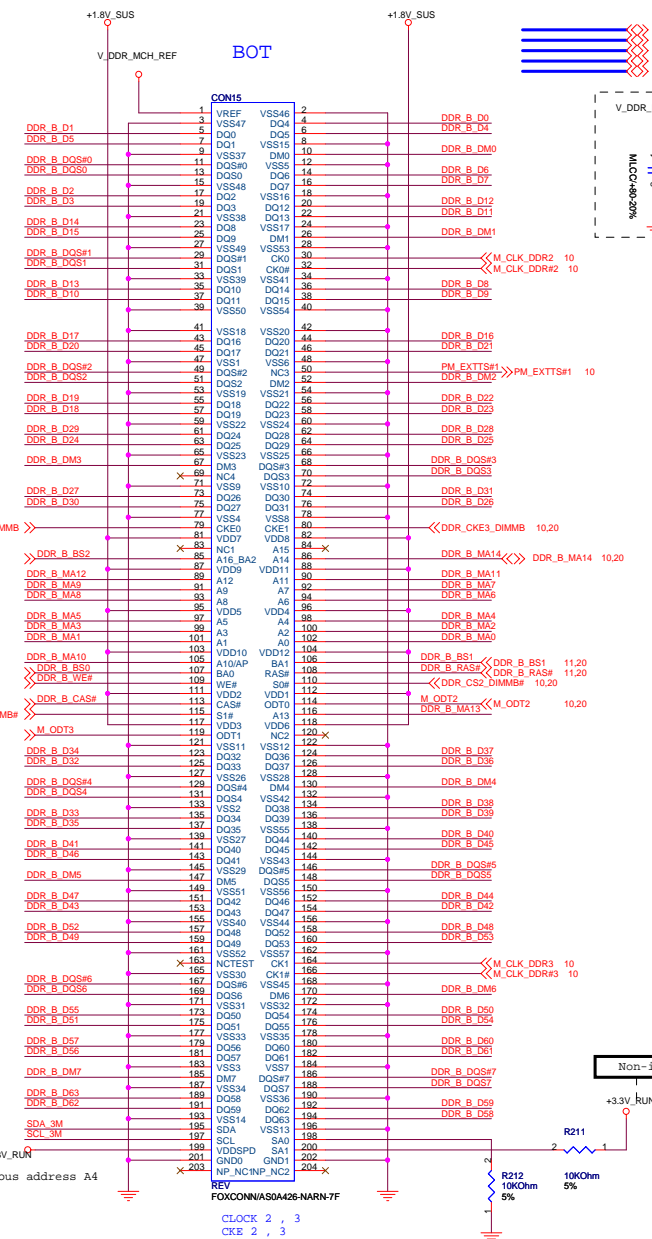 +1.8V_SUS +1.8V_SUS
V_DDR_MCH_REF BOT
V_DDR_
MLCC/+80-20%
CON15
1 VREF VSS46 2
3 VSS47 DQ4 4 DDR_B_D0
DDR_B_D1 5 DQ0 DQ5 6 DDR_B_D4
DDR_B_D5 7 DQ1 VSS15 8
9 VSS37 DM0 10 DDR_B_DM0
DDR_B_DQS#0 11 DQS#0 VSS5 12
DDR_B_DQS0 13 DQS0 DQ6 14 DDR_B_D6
15 VSS48 DQ7 16 DDR_B_D7
DDR_B_D2 17 DQ2 VSS16 18
DDR_B_D3 19 DQ3 DQ12 20 DDR_B_D12
21 VSS38 DQ13 22 DDR_B_D11
DDR_B_D14 23 DQ8 VSS17 24
DDR_B_D15 25 DQ9 DM1 26 DDR_B_DM1
27 VSS49 VSS53 28
DDR_B_DQS#1 29 DQS#1 CK0 30 M_CLK_DDR2 10
DDR_B_DQS1 31 DQS1 CK0# 32 M_CLK_DDR#2 10
33 VSS39 VSS41 34
DDR_B_D13 35 DQ10 DQ14 36 DDR_B_D8
DDR_B_D10 37 DQ11 DQ15 38 DDR_B_D9
39 VSS50 VSS54 40
41 VSS18 VSS20 42
DDR_B_D17 43 DQ16 DQ20 44 DDR_B_D16
DDR_B_D20 45 DQ17 DQ21 46 DDR_B_D21
47 VSS1 VSS6 48
DDR_B_DQS#2 49 DQS#2 NC3 50 PM_EXTTS#1 PM_EXTTS#1 10
DDR_B_DQS2 51 DQS2 DM2 52 DDR_B_DM2
53 VSS19 VSS21 54
DDR_B_D19 55 DQ18 DQ22 56 DDR_B_D22
DDR_B_D18 57 DQ19 DQ23 58 DDR_B_D23
59 VSS22 VSS24 60
DDR_B_D29 61 DQ24 DQ28 62 DDR_B_D28
DDR_B_D24 63 DQ25 DQ29 64 DDR_B_D25
65 VSS23 VSS25 66
DDR_B_DM3 67 DM3 DQS#3 68 DDR_B_DQS#3
69 NC4 DQS3 70 DDR_B_DQS3
71 VSS9 VSS10 72
DDR_B_D27 73 DQ26 DQ30 74 DDR_B_D31
DDR_B_D30 75 DQ27 DQ31 76 DDR_B_D26
77 VSS4 VSS8 78
MMB 79 CKE0 CKE1 80 DDR_CKE3_DIMMB 10,20
81 VDD7 VDD8 82
83 NC1 A15 84
DDR_B_BS2 85 A16_BA2 A14 86 DDR_B_MA14 DDR_B_MA14 10,20
87 VDD9 VDD11 88
DDR_B_MA12 89 A12 A11 90 DDR_B_MA11
DDR_B_MA9 91 A9 A7 92 DDR_B_MA7
DDR_B_MA8 93 A8 A6 94 DDR_B_MA6
95 VDD5 VDD4 96
DDR_B_MA5 97 A5 A4 98 DDR_B_MA4
DDR_B_MA3 99 A3 A2 100 DDR_B_MA2
DDR_B_MA1 101 A1 A0 102 DDR_B_MA0
103 VDD10 VDD12 104
DDR_B_MA10 105 A10/AP BA1 106 DDR_B_BS1 DDR_B_BS1 11,20
DDR_B_BS0 107 BA0 RAS# 108 DDR_B_RAS# DDR_B_RAS# 11,20
DDR_B_WE# 109 WE# S0# 110 DDR_CS2_DIMMB# 10,20
111 VDD2 VDD1 112
DDR_B_CAS# 113 CAS# ODT0 114 M_ODT2 M_ODT2 10,20
MB# 115 S1# A13 116 DDR_B_MA13
117 VDD3 VDD6 118
M_ODT3 119 ODT1 NC2 120
121 VSS11 VSS12 122
DDR_B_D34 123 DQ32 DQ36 124 DDR_B_D37
DDR_B_D32 125 DQ33 DQ37 126 DDR_B_D36
127 VSS26 VSS28 128
DDR_B_DQS#4 129 DQS#4 DM4 130 DDR_B_DM4
DDR_B_DQS4 131 DQS4 VSS42 132
133 VSS2 DQ38 134 DDR_B_D38
DDR_B_D33 135 DQ34 DQ39 136 DDR_B_D39
DDR_B_D35 137 DQ35 VSS55 138
139 VSS27 DQ44 140 DDR_B_D40
DDR_B_D41 141 DQ40 DQ45 142 DDR_B_D45
DDR_B_D46 143 DQ41 VSS43 144
145 VSS29 DQS#5 146 DDR_B_DQS#5
DDR_B_DM5 147 DM5 DQS5 148 DDR_B_DQS5
149 VSS51 VSS56 150
DDR_B_D47 151 DQ42 DQ46 152 DDR_B_D44
DDR_B_D43 153 DQ43 DQ47 154 DDR_B_D42
155 VSS40 VSS44 156
DDR_B_D52 157 DQ48 DQ52 158 DDR_B_D48
DDR_B_D49 159 DQ49 DQ53 160 DDR_B_D53
161 VSS52 VSS57 162
163 NCTEST CK1 164 M_CLK_DDR3 10
165 VSS30 CK1# 166 M_CLK_DDR#3 10
DDR_B_DQS#6 167 DQS#6 VSS45 168
DDR_B_DQS6 169 DQS6 DM6 170 DDR_B_DM6
171 VSS31 VSS32 172
DDR_B_D55 173 DQ50 DQ54 174 DDR_B_D50
DDR_B_D51 175 DQ51 DQ55 176 DDR_B_D54
177 VSS33 VSS35 178
DDR_B_D57 179 DQ56 DQ60 180 DDR_B_D60
DDR_B_D56 181 DQ57 DQ61 182 DDR_B_D61
183 VSS3 VSS7 184
DDR_B_DM7 185 DM7 DQS#7 186 DDR_B_DQS#7
187 VSS34 DQS7 188 DDR_B_DQS7
DDR_B_D63 189 DQ58 VSS36 190
DDR_B_D62 191 DQ59 DQ62 192 DDR_B_D59
193 VSS14 DQ63 194 DDR_B_D58
SDA_3M 195 SDA VSS13 196
SCL_3M 197 SCL SA0 198
V_RUN 199 VDDSPD SA1 200
201 GND0 GND1 202
203 NP_NC1 NP_NC2 204
ous address A4
REV
FOXCONN/AS0A426-NARN-7F
CLOCK 2 , 3
CKE 2 , 3
Non-i
+3.3V_RUN
R211
2 1
10KOhm
5%
2
R212
10KOhm
5%
1